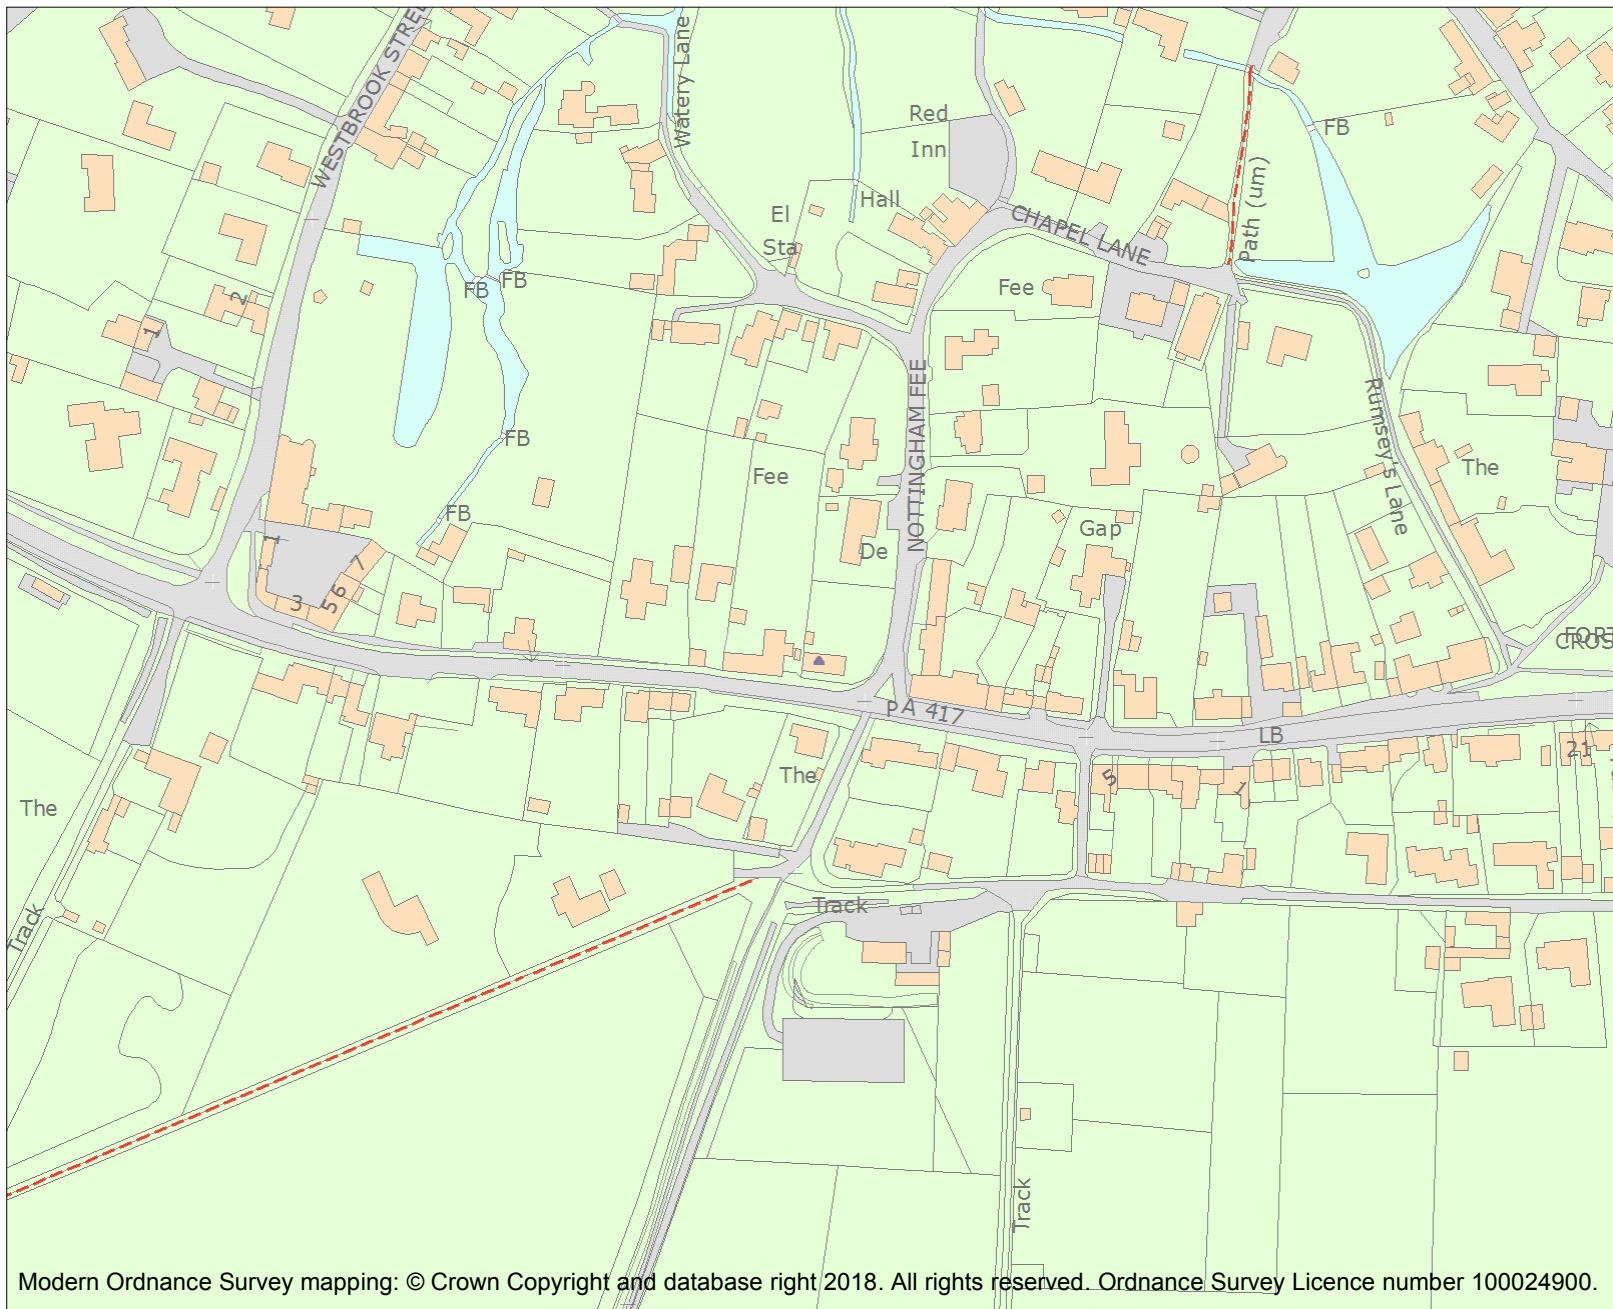 WESTBROOK STREE
Watery Lane
Red
Inn
Hall
El
Sta
CHAPEL LANE
Path (um)
FB
FB
FB
Fee
2
1
NOTTINGHAM FEE
Rumsey's Lane
FB
The
Fee
FB
De
Gap
1
3
5
6
7
FORT
CROS
PA 417
LB
21
The
5
1
The
Track
Track
Track
Modern Ordnance Survey mapping: © Crown Copyright and database right 2018. All rights reserved. Ordnance Survey Licence number 100024900.